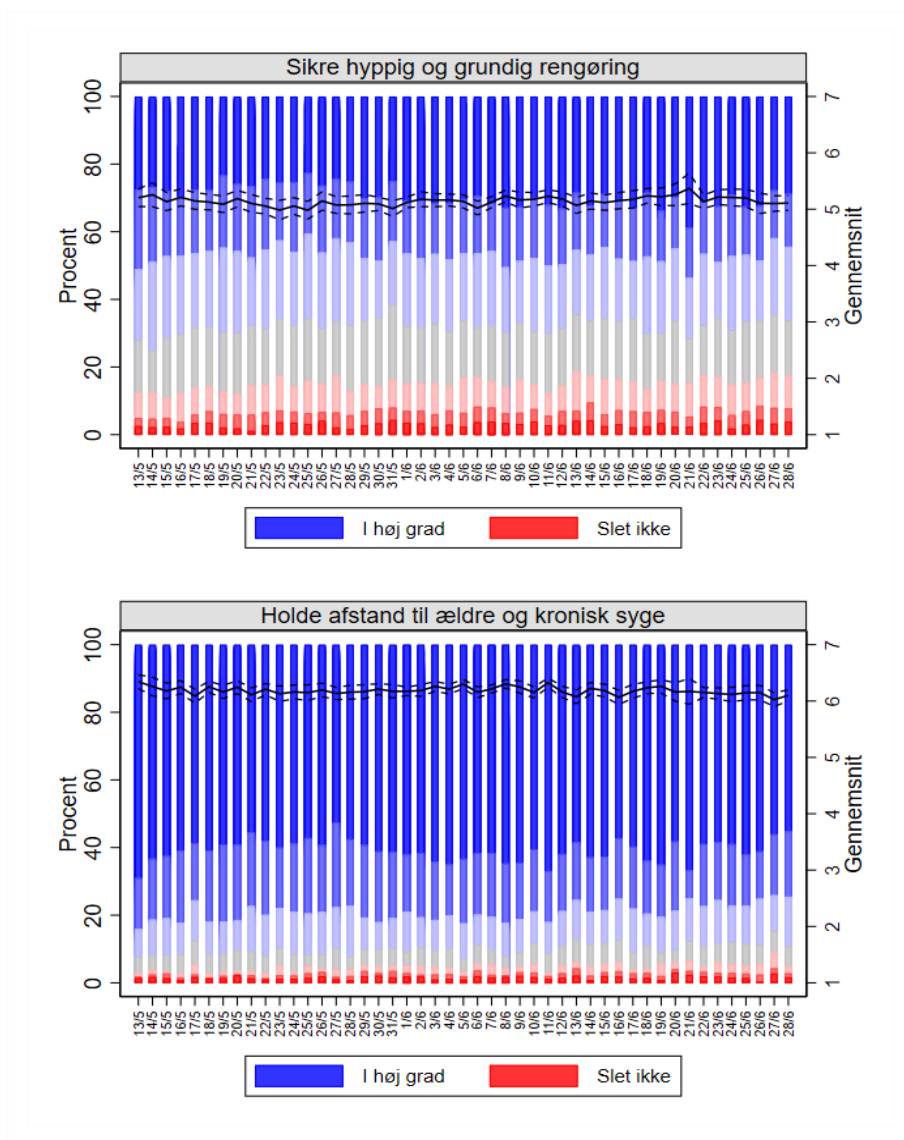 Sikre hyppig og grundig rengøring
100
80
60
40
20
0
Procent
7
6
5
4
3
2
1
Gennemsnit
13/5 14/5 15/5 16/5 17/5 18/5 19/5 20/5 21/5 22/5 23/5 24/5 25/5 26/5 27/5 28/5 29/5 30/5 31/5 1/6 2/6 3/6 4/6 5/6 6/6 7/6 8/6 9/6 10/6 11/6 12/6 13/6 14/6 15/6 16/6 17/6 18/6 19/6 20/6 21/6 22/6 23/6 24/6 25/6 26/6 27/6 28/6
I høj grad Slet ikke
Holde afstand til ældre og kronisk syge
100
80
60
40
20
0
Procent
7
6
5
4
3
2
1
Gennemsnit
13/5 14/5 15/5 16/5 17/5 18/5 19/5 20/5 21/5 22/5 23/5 24/5 25/5 26/5 27/5 28/5 29/5 30/5 31/5 1/6 2/6 3/6 4/6 5/6 6/6 7/6 8/6 9/6 10/6 11/6 12/6 13/6 14/6 15/6 16/6 17/6 18/6 19/6 20/6 21/6 22/6 23/6 24/6 25/6 26/6 27/6 28/6
I høj grad Slet ikke